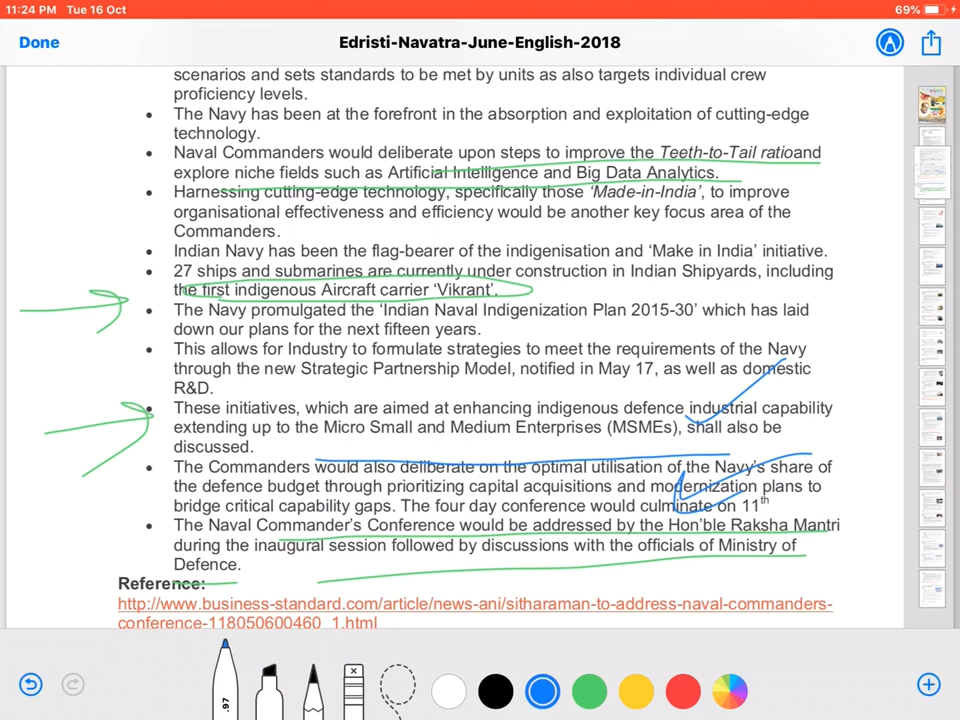 11:24 PM Tue 16 Oct 69%
Done Edristi-Navatra-June-English-2018
scenarios and sets standards to be met by units as also targets individual crew
proficiency levels.
• The Navy has been at the forefront in the absorption and exploitation of cutting-edge
technology.
• Naval Commanders would deliberate upon steps to improve the Teeth-to-Tail ratioand
explore niche fields such as Artificial Intelligence and Big Data Analytics.
• Harnessing cutting-edge technology, specifically those ‘Made-in-India’, to improve
organisational effectiveness and efficiency would be another key focus area of the
Commanders.
• Indian Navy has been the flag-bearer of the indigenisation and ‘Make in India’ initiative.
• 27 ships and submarines are currently under construction in Indian Shipyards, including
the first indigenous Aircraft carrier ‘Vikrant’.
• The Navy promulgated the ‘Indian Naval Indigenization Plan 2015-30’ which has laid
down our plans for the next fifteen years.
• This allows for Industry to formulate strategies to meet the requirements of the Navy
through the new Strategic Partnership Model, notified in May 17, as well as domestic
R&D.
• These initiatives, which are aimed at enhancing indigenous defence industrial capability
extending up to the Micro Small and Medium Enterprises (MSMEs), shall also be
discussed.
• The Commanders would also deliberate on the optimal utilisation of the Navy’s share of
the defence budget through prioritizing capital acquisitions and modernization plans to
bridge critical capability gaps. The four day conference would culminate on 11th
• The Naval Commander’s Conference would be addressed by the Hon’ble Raksha Mantri
during the inaugural session followed by discussions with the officials of Ministry of
Defence.
Reference:
http://www.business-standard.com/article/news-ani/sitharaman-to-address-naval-commanders-
conference-118050600460_1.html
.97